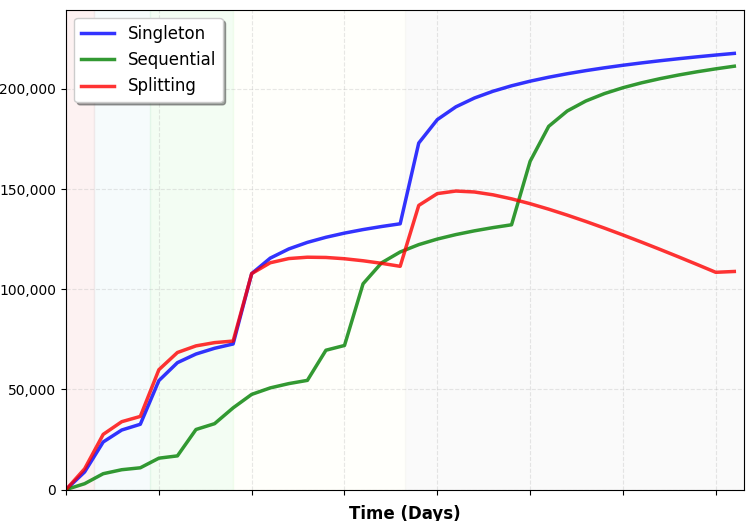 Singleton
Sequential
Splitting
200,000
150,000
100,000
50,000
0
Time (Days)